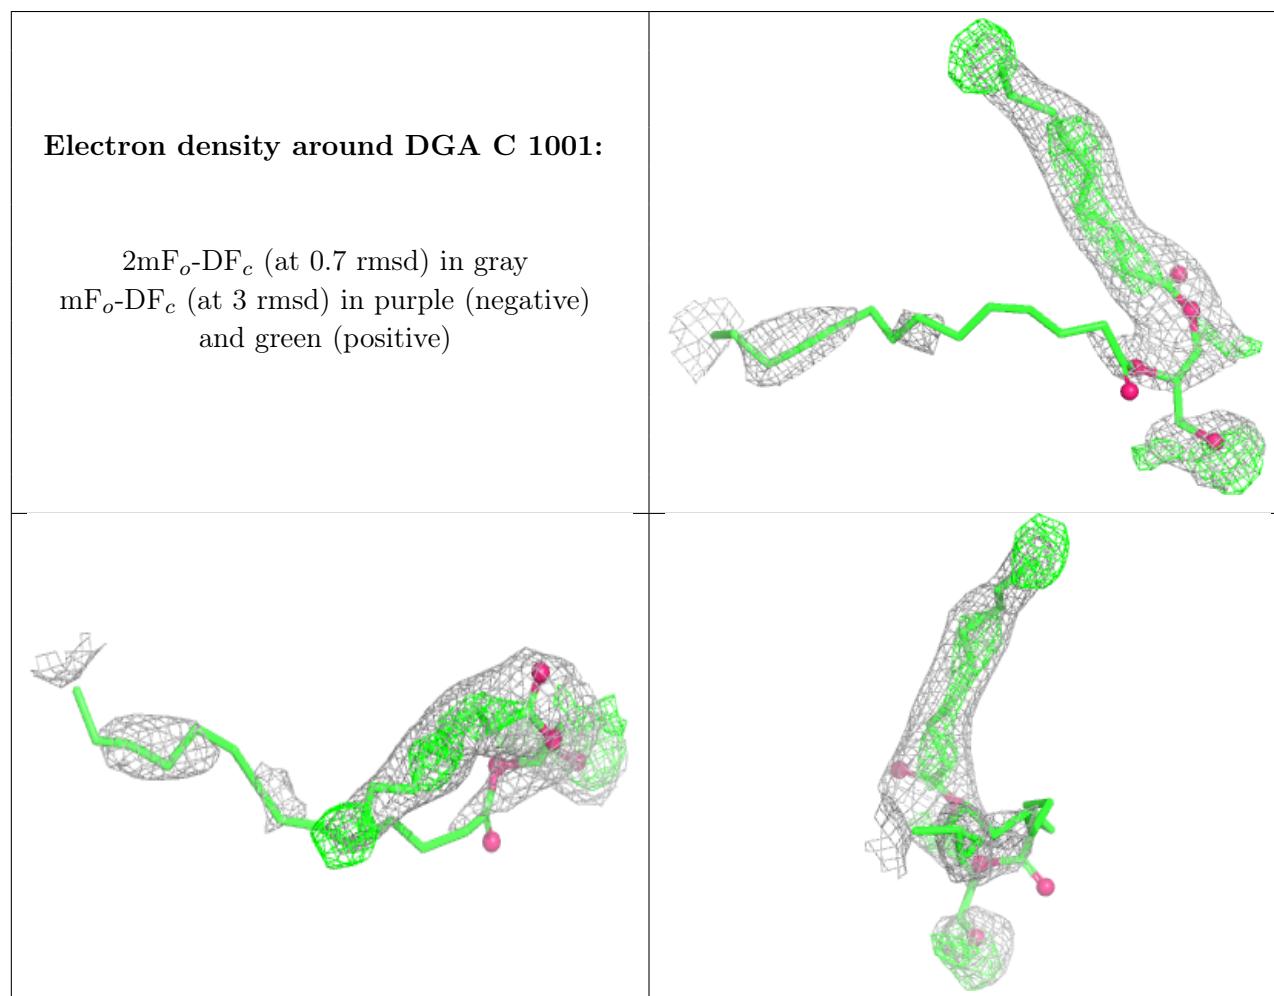 Electron density around DGA C 1001:
2mFo-DFc (at 0.7 rmsd) in gray
mFo-DFc (at 3 rmsd) in purple (negative)
and green (positive)